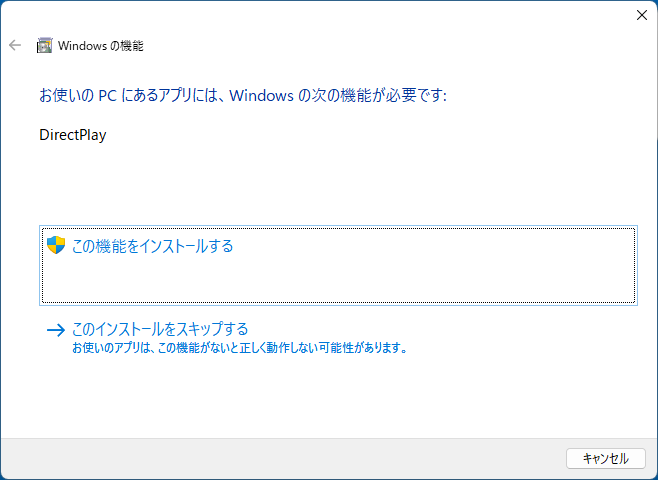 Windows の機能
お使いの PC にあるアプリには、Windows の次の機能が必要です:
DirectPlay
この機能をインストールする
このインストールをスキップする
お使いのアプリは、この機能がないと正しく動作しない可能性があります。
キャンセル